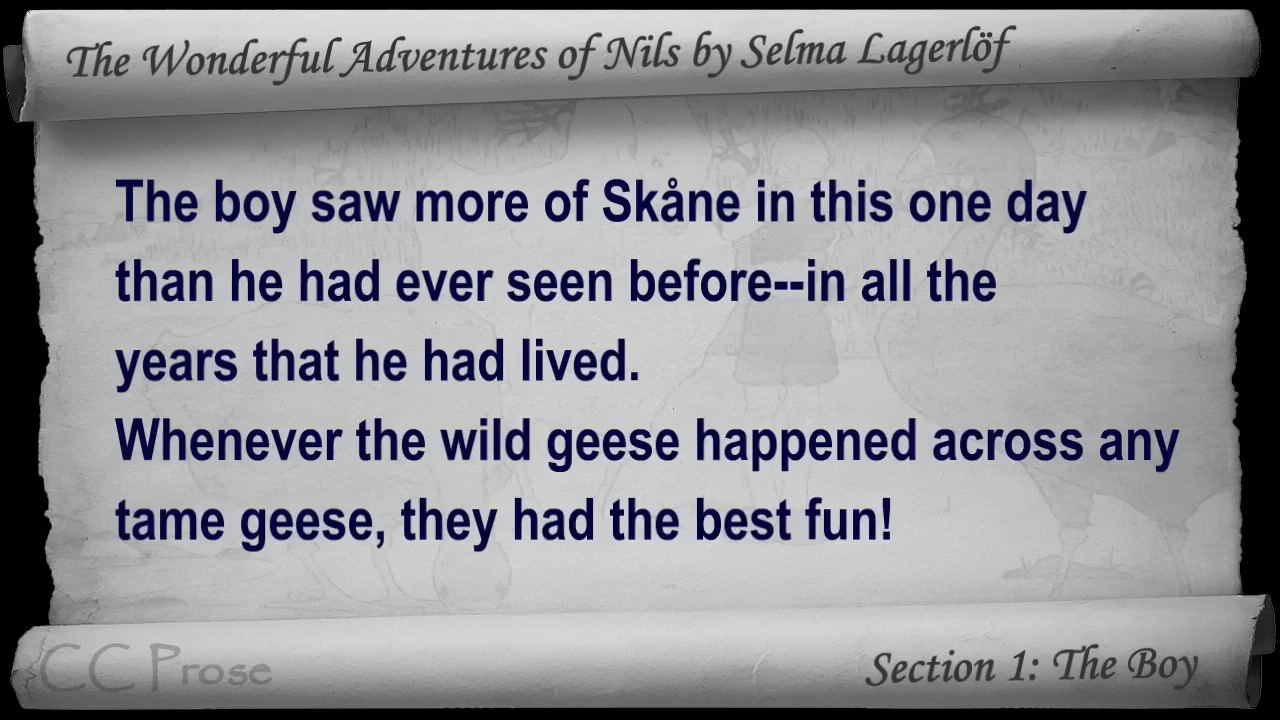 The Wonderful Adventures of Nils by Selma Lagerlöf
The boy saw more of Skåne in this one day
than he had ever seen before--in all the
years that he had lived.
Whenever the wild geese happened across any
tame geese, they had the best fun!
CC Prose
Section 1: The Boy